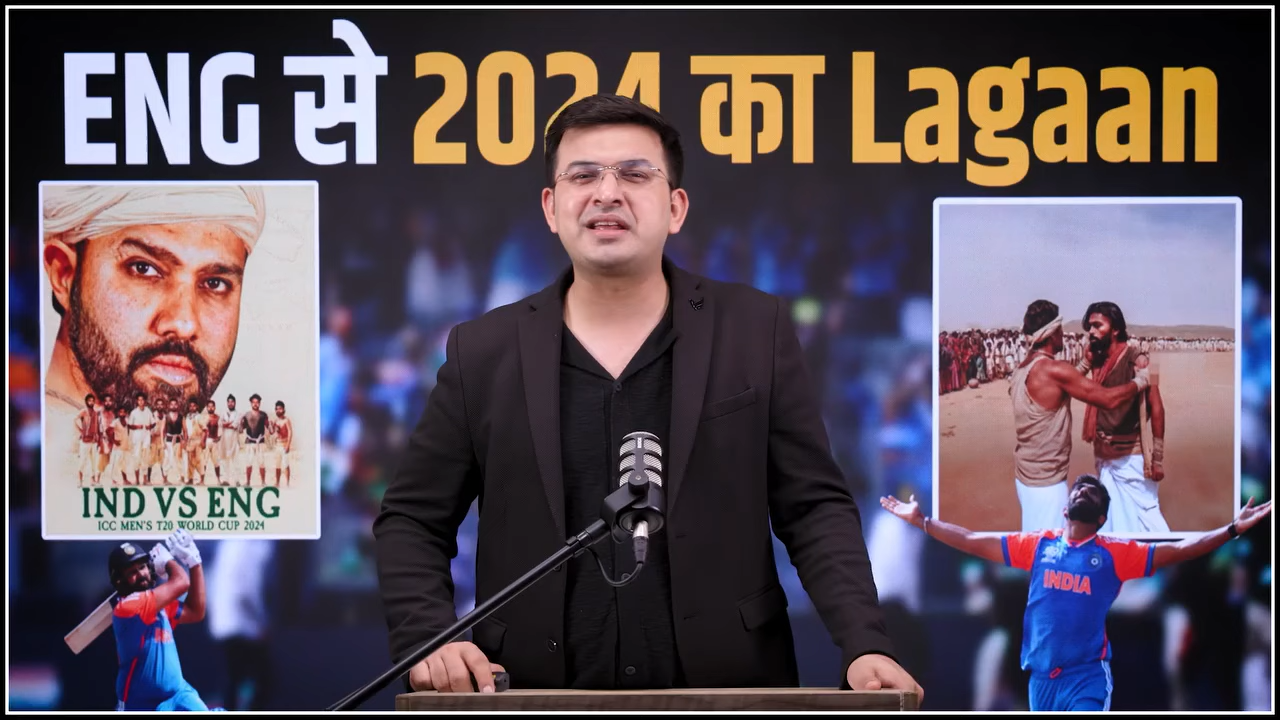 ENG से 2024 का Lagaan
IND VS ENG
ICC MEN'S T20 WORLD CUP 2024
INDIA